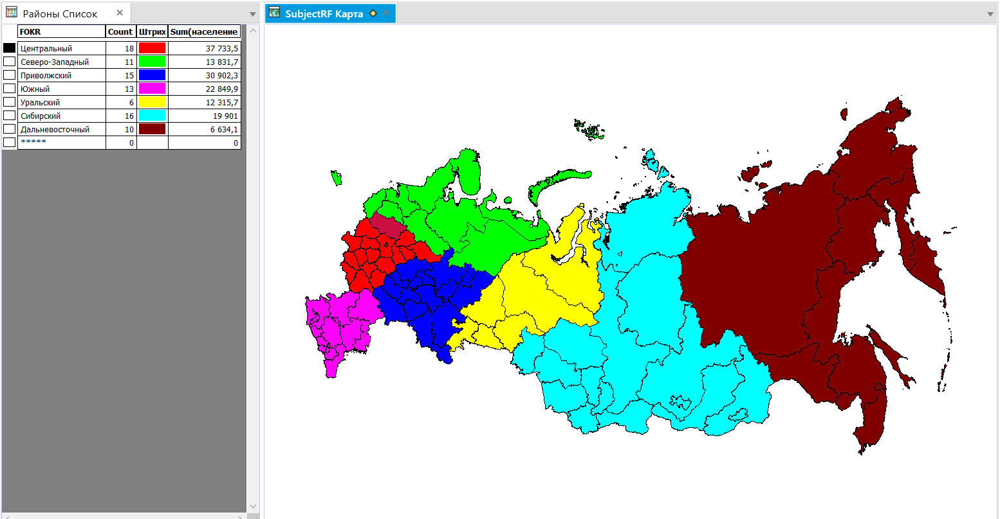 Районы Список
SubjectRF Карта
FOKR Count Штрих Sum(население
Центральный 18 37 733,5
Северо-Западный 11 13 831,7
Приволжский 15 30 902,3
Южный 13 22 849,9
Уральский 6 12 315,7
Сибирский 16 19 901
Дальневосточный 10 6 634,1
***** 0 0